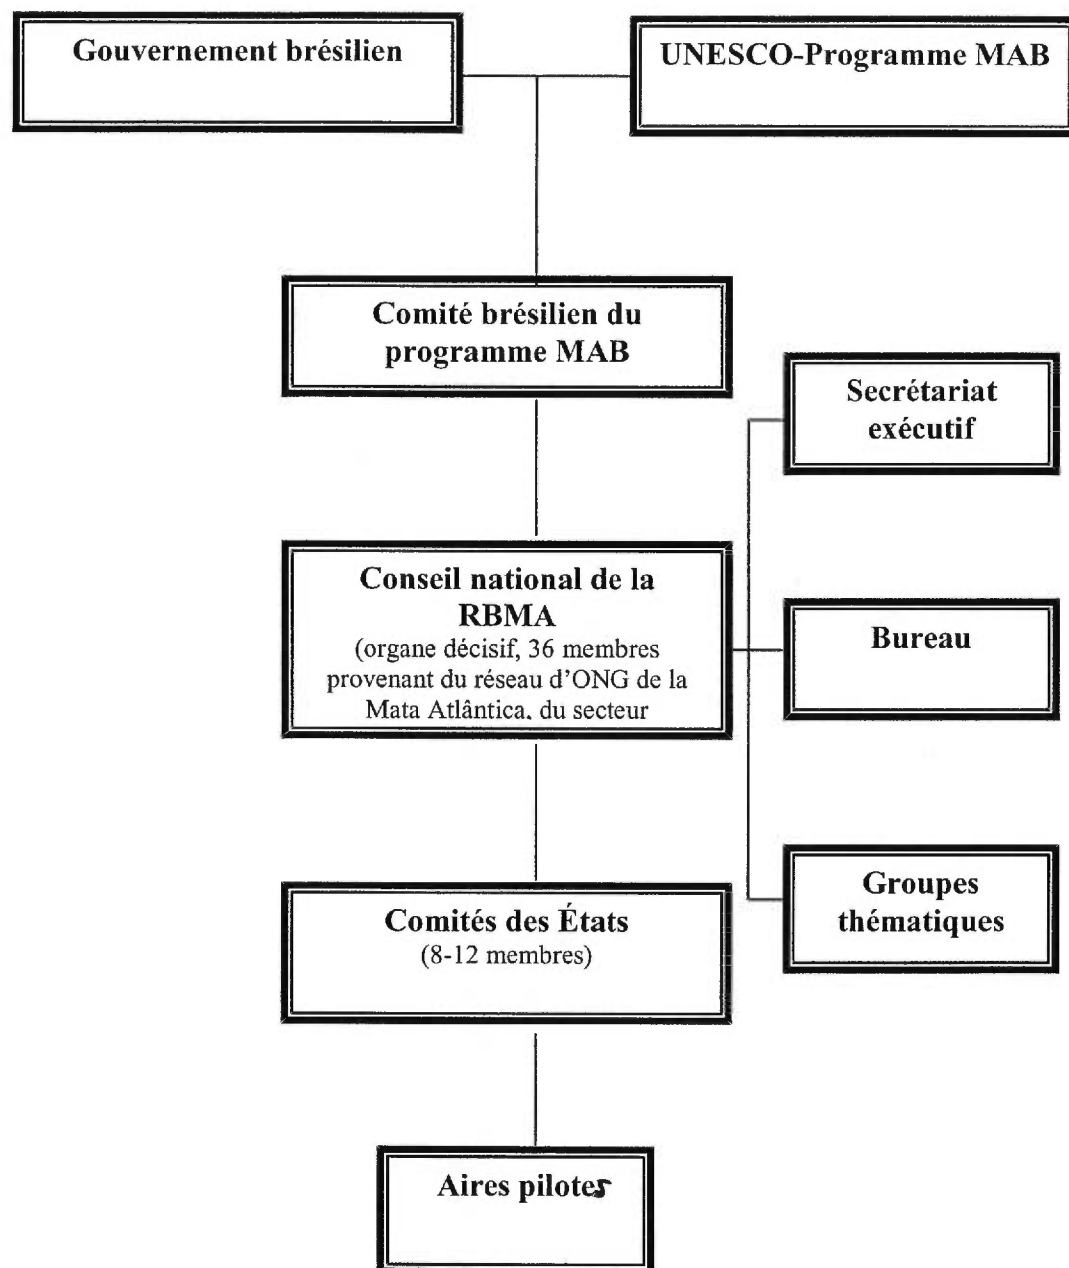 Gouvernement brésilien
UNESCO-Programme MAB
Comité brésilien du
programme MAB
Secrétariat
exécutif
Conseil national de la
RBMA
(organe décisif, 36 membres
provenant du réseau d'ONG de la
Mata Atlântica, du secteur
Bureau
Groupes
thématiques
Comités des États
(8-12 membres)
Aires pilotes